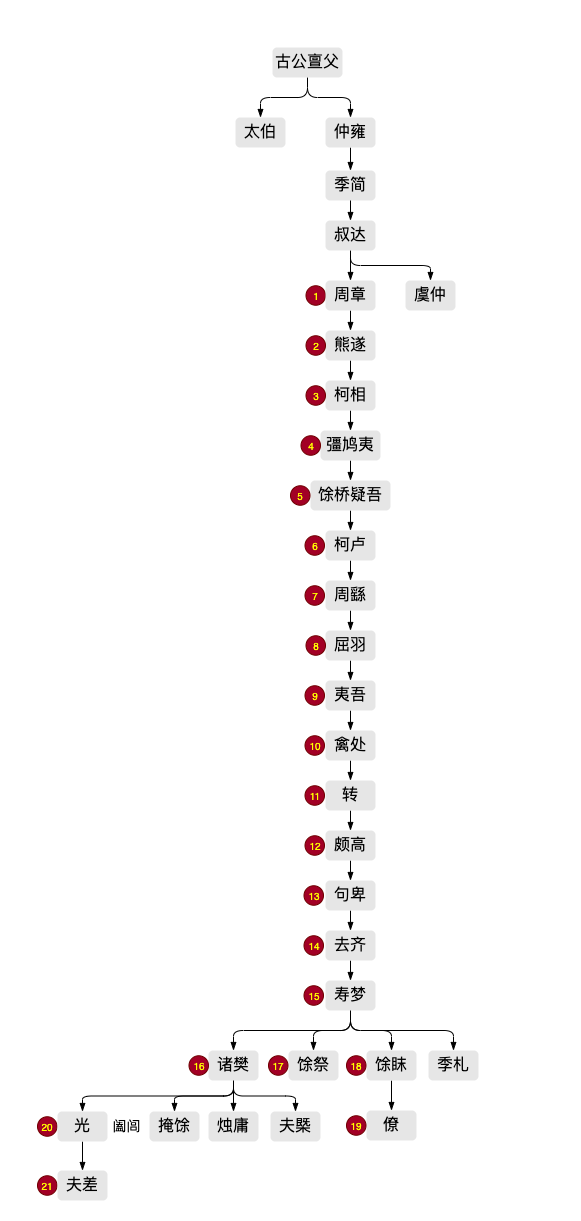 古公亶父
太伯 仲雍
季简
叔达
1 周章 虞仲
2 熊遂
3 柯相
4 彊鸠夷
5 馀桥疑吾
6 柯卢
7 周繇
8 屈羽
9 夷吾
10 禽处
11 转
12 颇高
13 句卑
14 去齐
15 寿梦
16 诸樊 17 馀祭 18 馀眜 季札
20 光 阖闾 掩馀 烛庸 夫槩 19 僚
21 夫差